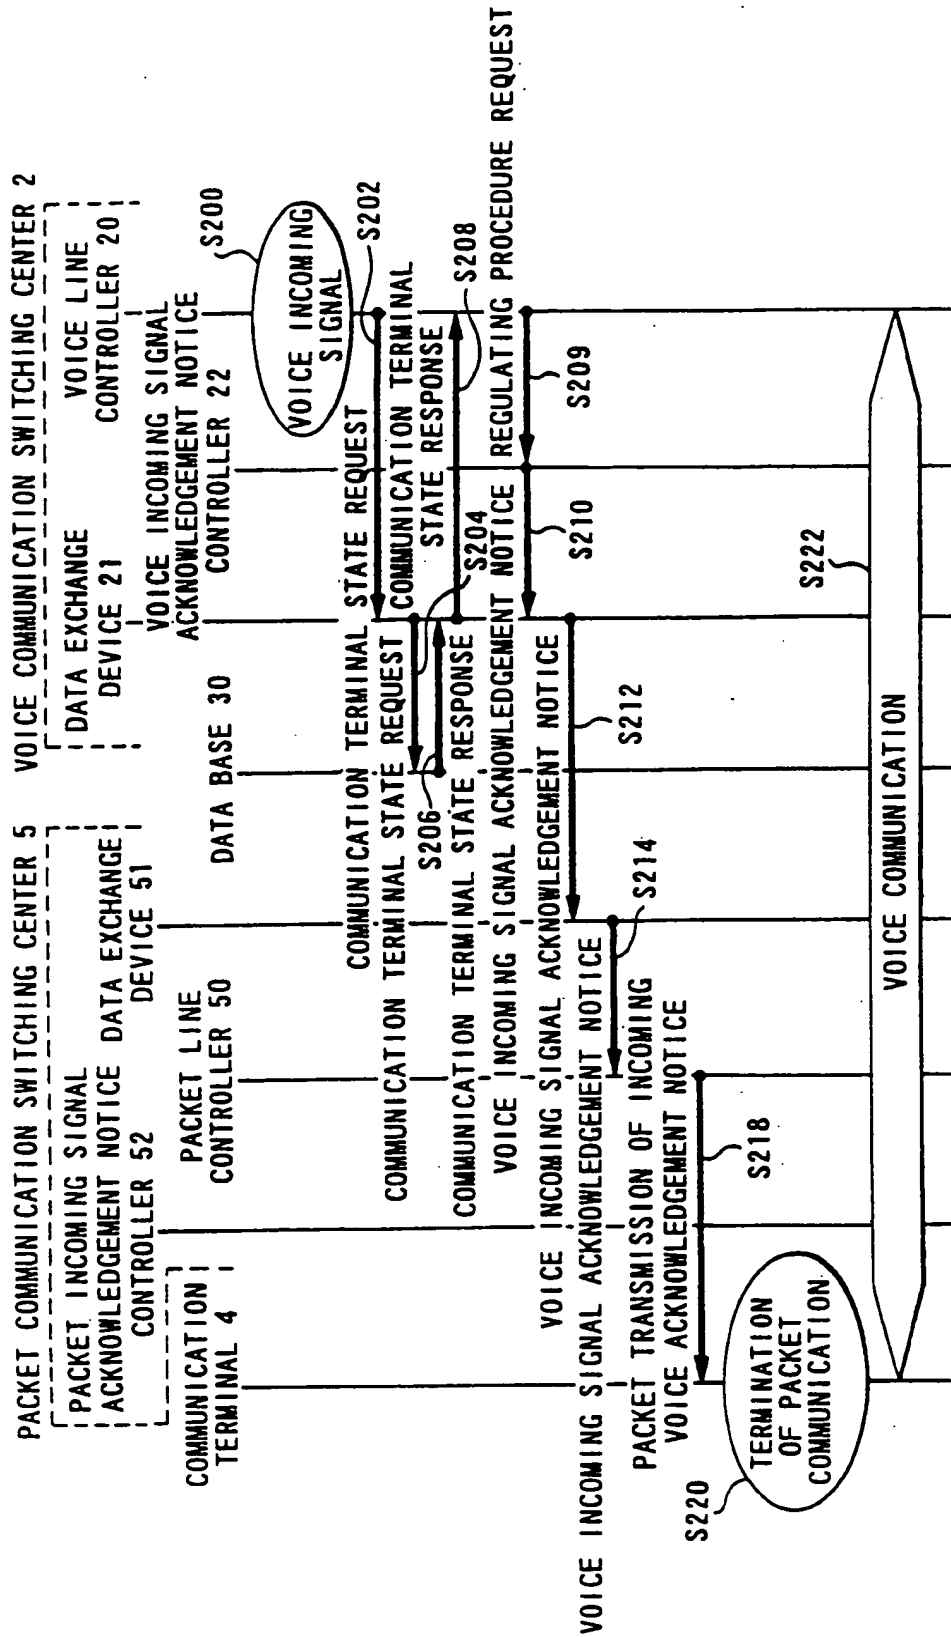 PACKET COMMUNICATION SWITCHING CENTER 5
VOICE COMMUNICATION SWITCHING CENTER 2
PACKET INCOMING SIGNAL
ACKNOWLEDGEMENT NOTICE
CONTROLLER 52
DATA EXCHANGE
DEVICE 51
DATA EXCHANGE
DEVICE 21
VOICE LINE
CONTROLLER 20
VOICE INCOMING SIGNAL
ACKNOWLEDGEMENT NOTICE
CONTROLLER 22
COMMUNICATION
TERMINAL 4
PACKET LINE
CONTROLLER 50
DATA BASE 30
S200
VOICE INCOMING
SIGNAL
COMMUNICATION TERMINAL STATE REQUEST
S202
COMMUNICATION TERMINAL STATE REQUEST
S204
COMMUNICATION TERMINAL
STATE RESPONSE
S206
COMMUNICATION TERMINAL STATE RESPONSE
S208
VOICE INCOMING SIGNAL ACKNOWLEDGEMENT NOTICE REGULATING PROCEDURE REQUEST
S209
S210
VOICE INCOMING SIGNAL ACKNOWLEDGEMENT NOTICE
S212
VOICE INCOMING SIGNAL ACKNOWLEDGEMENT NOTICE
S214
PACKET TRANSMISSION OF INCOMING
VOICE ACKNOWLEDGEMENT NOTICE
S218
S220
TERMINATION
OF PACKET
COMMUNICATION
S222
VOICE COMMUNICATION